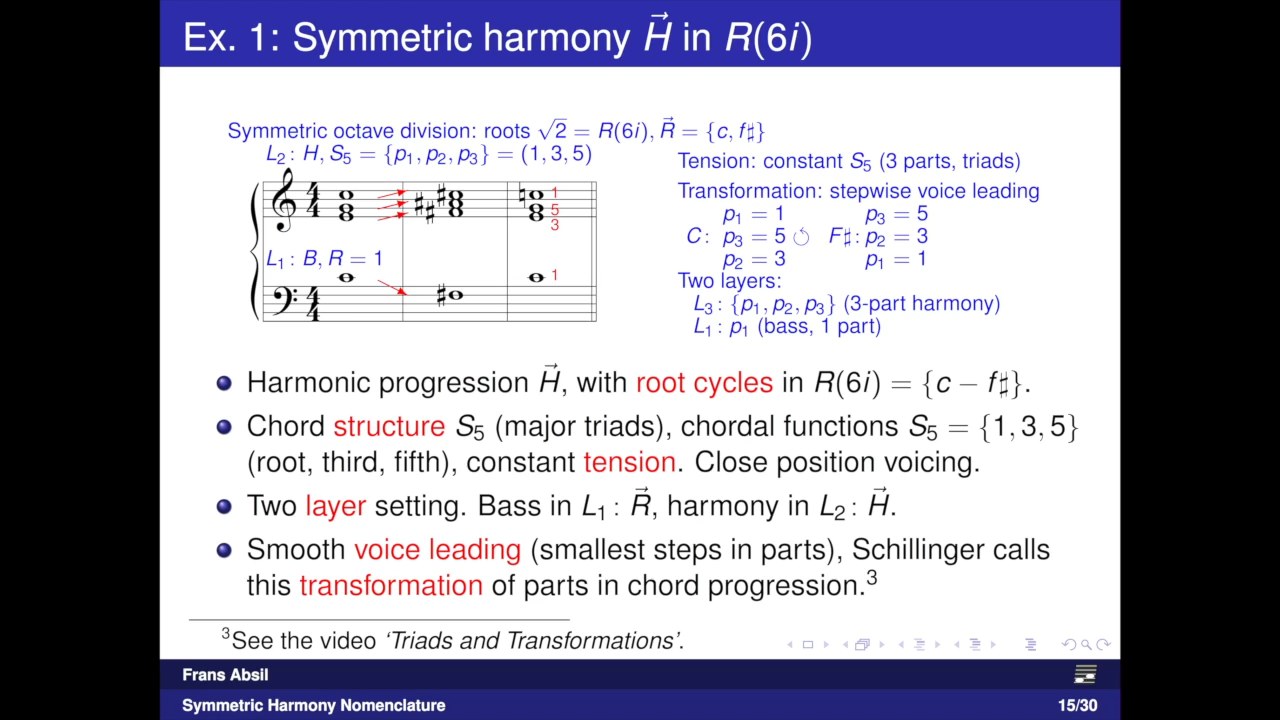 Ex. 1: Symmetric harmony H⃗ in R(6i)
Symmetric octave division: roots √2 = R(6i), R⃗ = {c, f♯}
L₂ : H, S₅ = {p₁, p₂, p₃} = (1, 3, 5)
1
5
3
L₁ : B, R = 1
1
4
4
4
4
Tension: constant S₅ (3 parts, triads)
Transformation: stepwise voice leading
p₁ = 1 p₃ = 5
C : p₃ = 5 ↺ F♯ : p₂ = 3
p₂ = 3 p₁ = 1
Two layers:
L₃ : {p₁, p₂, p₃} (3-part harmony)
L₁ : p₁ (bass, 1 part)
Harmonic progression H⃗, with root cycles in R(6i) = {c − f♯}.
Chord structure S₅ (major triads), chordal functions S₅ = {1, 3, 5}
(root, third, fifth), constant tension. Close position voicing.
Two layer setting. Bass in L₁ : R⃗, harmony in L₂ : H⃗.
Smooth voice leading (smallest steps in parts), Schillinger calls
this transformation of parts in chord progression.³
³See the video ‘Triads and Transformations’.
Frans Absil
Symmetric Harmony Nomenclature 15/30